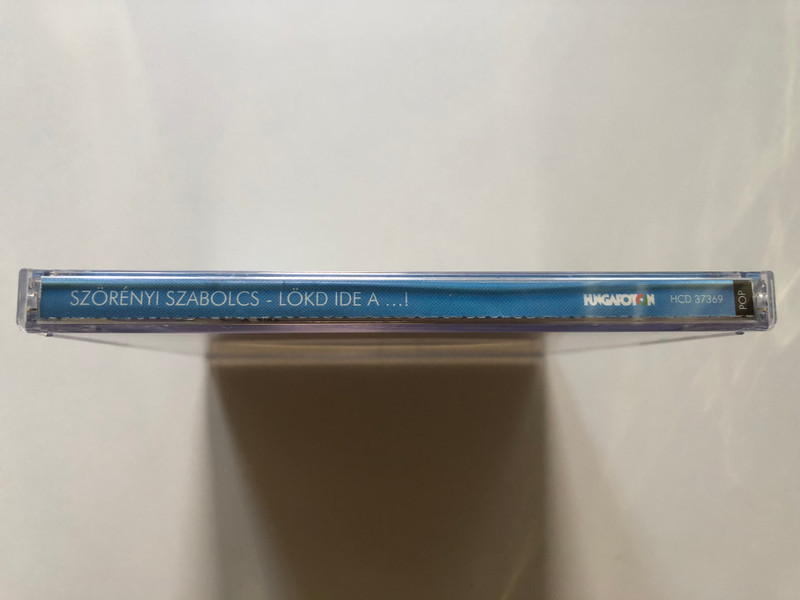 SZÖRÉNYI SZABOLCS - LÖKD IDE A ...!
HUNGAROTON
HCD 37369
POP